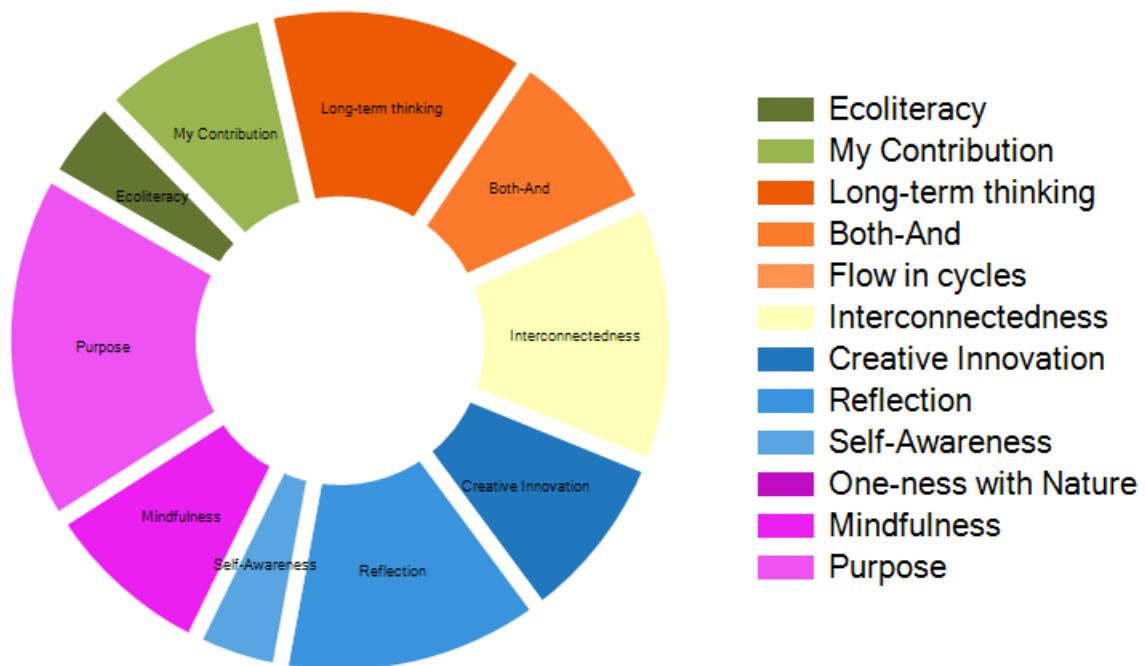 Long-term thinking
My Contribution
Both-And
Ecoliteracy
Interconnectedness
Purpose
Creative Innovation
Mindfulness
Self-Awareness
Reflection
Ecoliteracy
My Contribution
Long-term thinking
Both-And
Flow in cycles
Interconnectedness
Creative Innovation
Reflection
Self-Awareness
One-ness with Nature
Mindfulness
Purpose